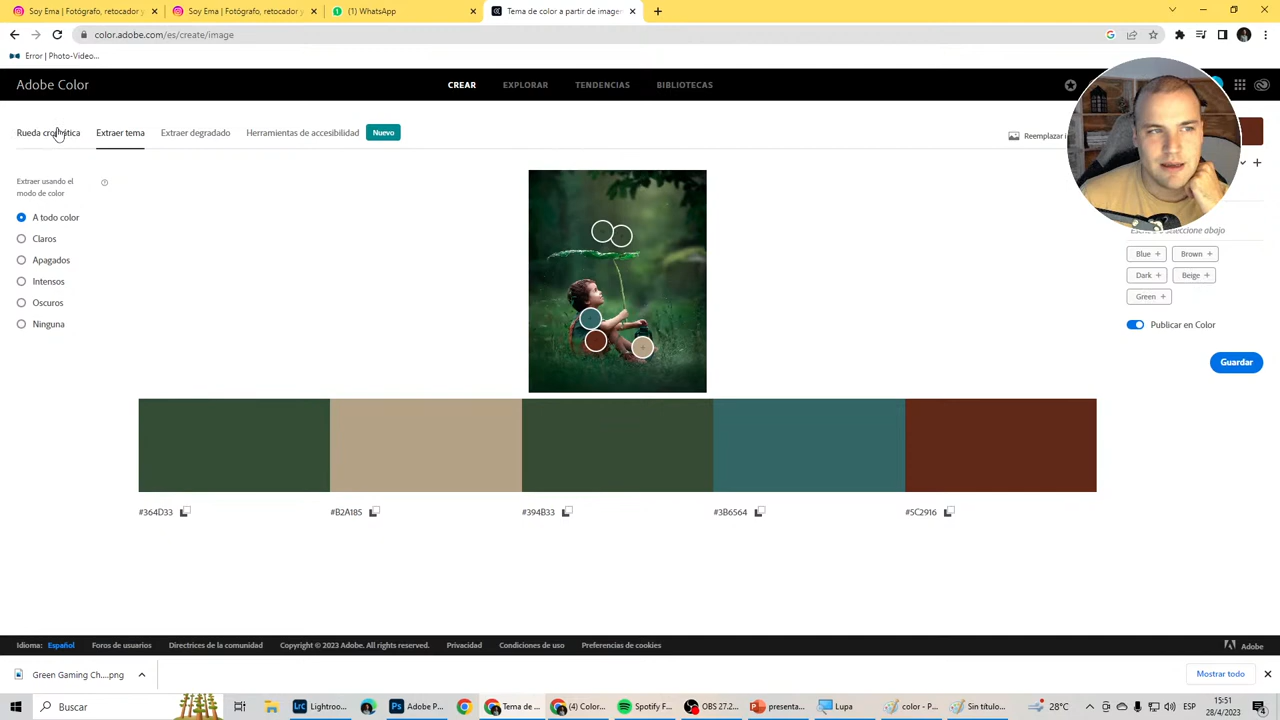 Soy Ema | Fotógrafo, retocador y
Soy Ema | Fotógrafo, retocador y
(1) WhatsApp
Tema de color a partir de image
color.adobe.com/es/create/image
Error | Photo-Video...
Adobe Color
CREAR
EXPLORAR
TENDENCIAS
BIBLIOTECAS
Extraer tema
Extraer degradado
Herramientas de accesibilidad
Nuevo
Extraer usando el
modo de color
A todo color
Claros
Apagados
Intensos
Oscuros
Ninguna
Blue +
Brown +
Dark +
Beige +
Green +
Publicar en Color
Guardar
#364D33
#B2A185
#394B33
#3B6564
#5C2916
Idioma: Español
Foros de usuarios
Directrices de la comunidad
Copyright © 2023 Adobe. All rights reserved.
Privacidad
Condiciones de uso
Preferencias de cookies
Adobe
Green Gaming Ch....png
Mostrar todo
Buscar
Lightroo...
Adobe P...
Tema de ...
(4) Color...
Spotify F...
OBS 27.2...
presenta...
Lupa
color - P...
Sin título...
28°C
ESP
15:51
28/4/2023